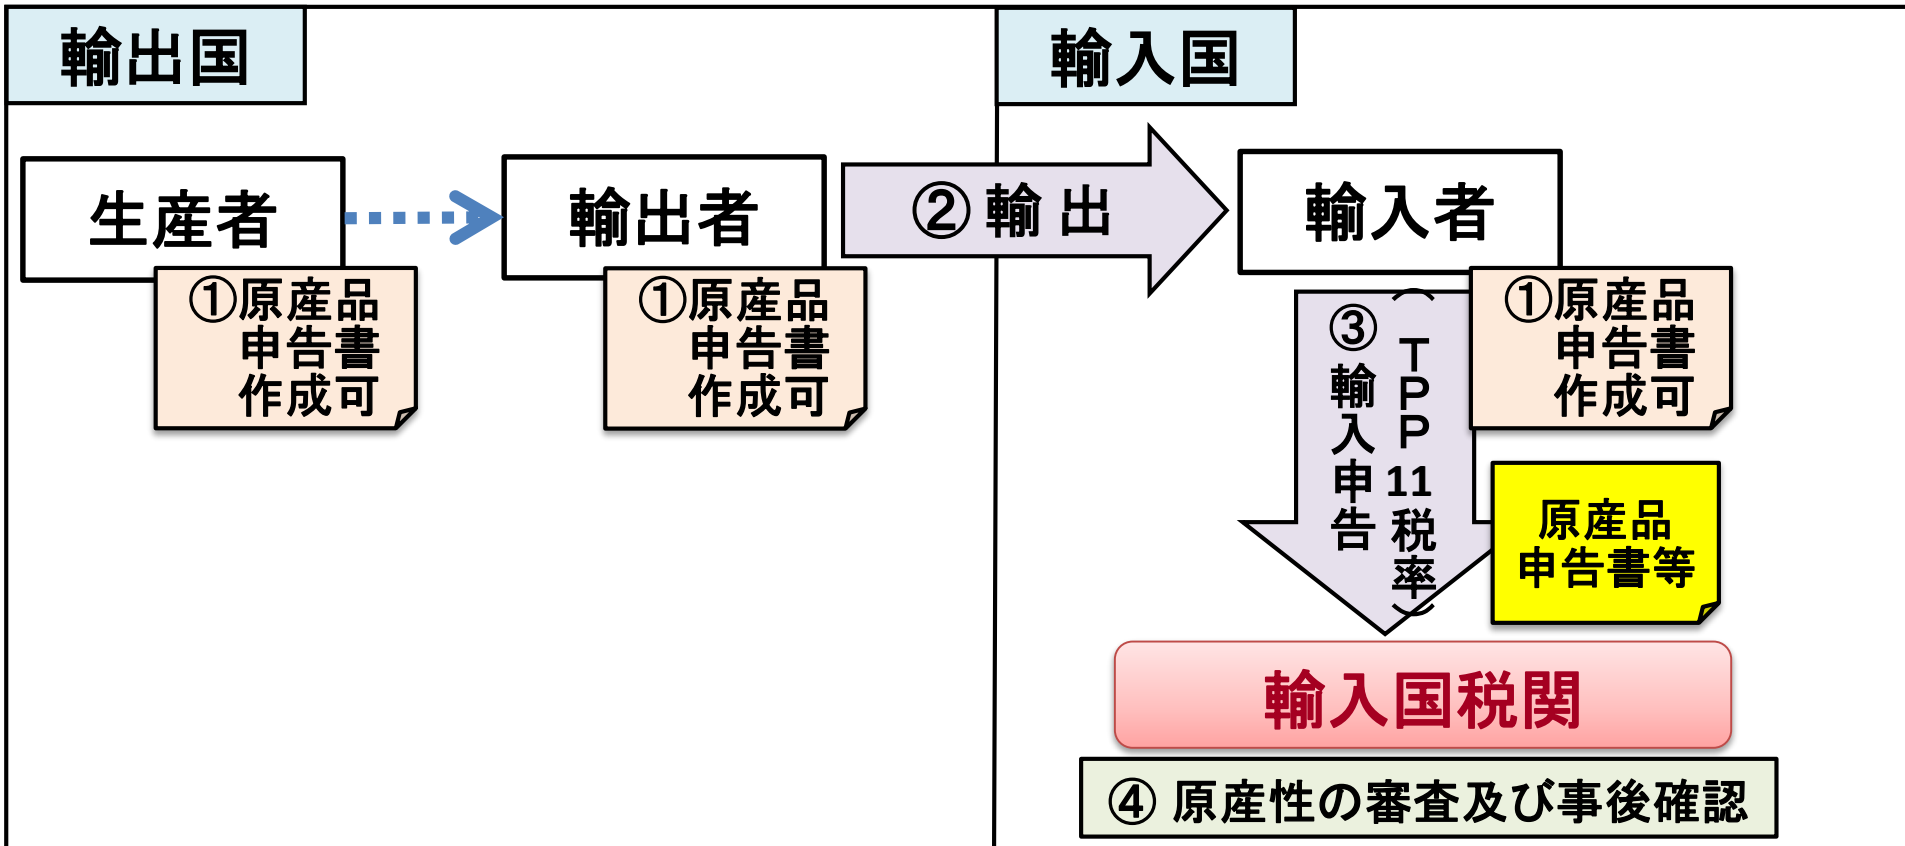 輸出国
輸入国
生産者
輸出者
②輸出
輸入者
①原産品
申告書
作成可
①原産品
申告書
作成可
①原産品
申告書
作成可
③輸入申告
（ＴＰＰ11税率）
原産品
申告書等
輸入国税関
④ 原産性の審査及び事後確認